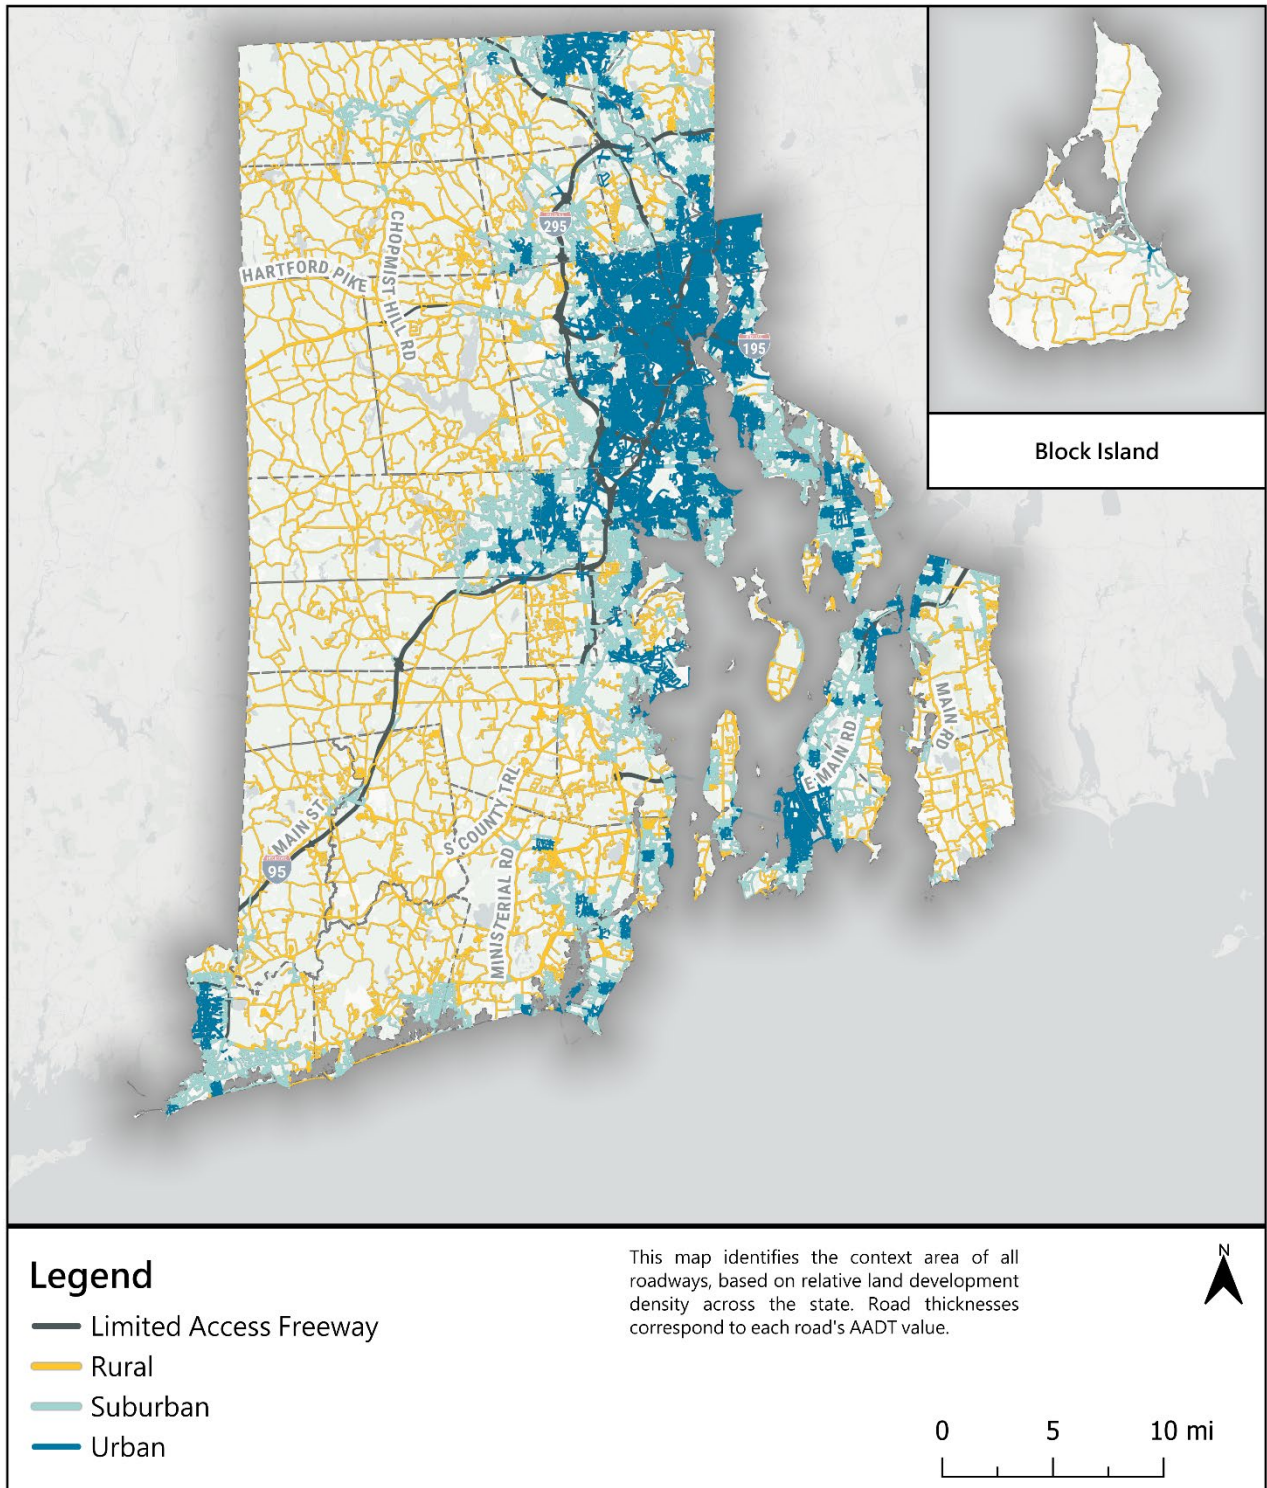 Block Island
295
CHOPMIST HILL RD
HARTFORD PIKE
195
MAIN RD
E MAIN RD
S COUNTY TRL
MAIN ST
95
MINISTERIAL RD
Legend
Limited Access Freeway
Rural
Suburban
Urban
This map identifies the context area of all
roadways, based on relative land development
density across the state. Road thicknesses
correspond to each road's AADT value.
N
0 5 10 mi